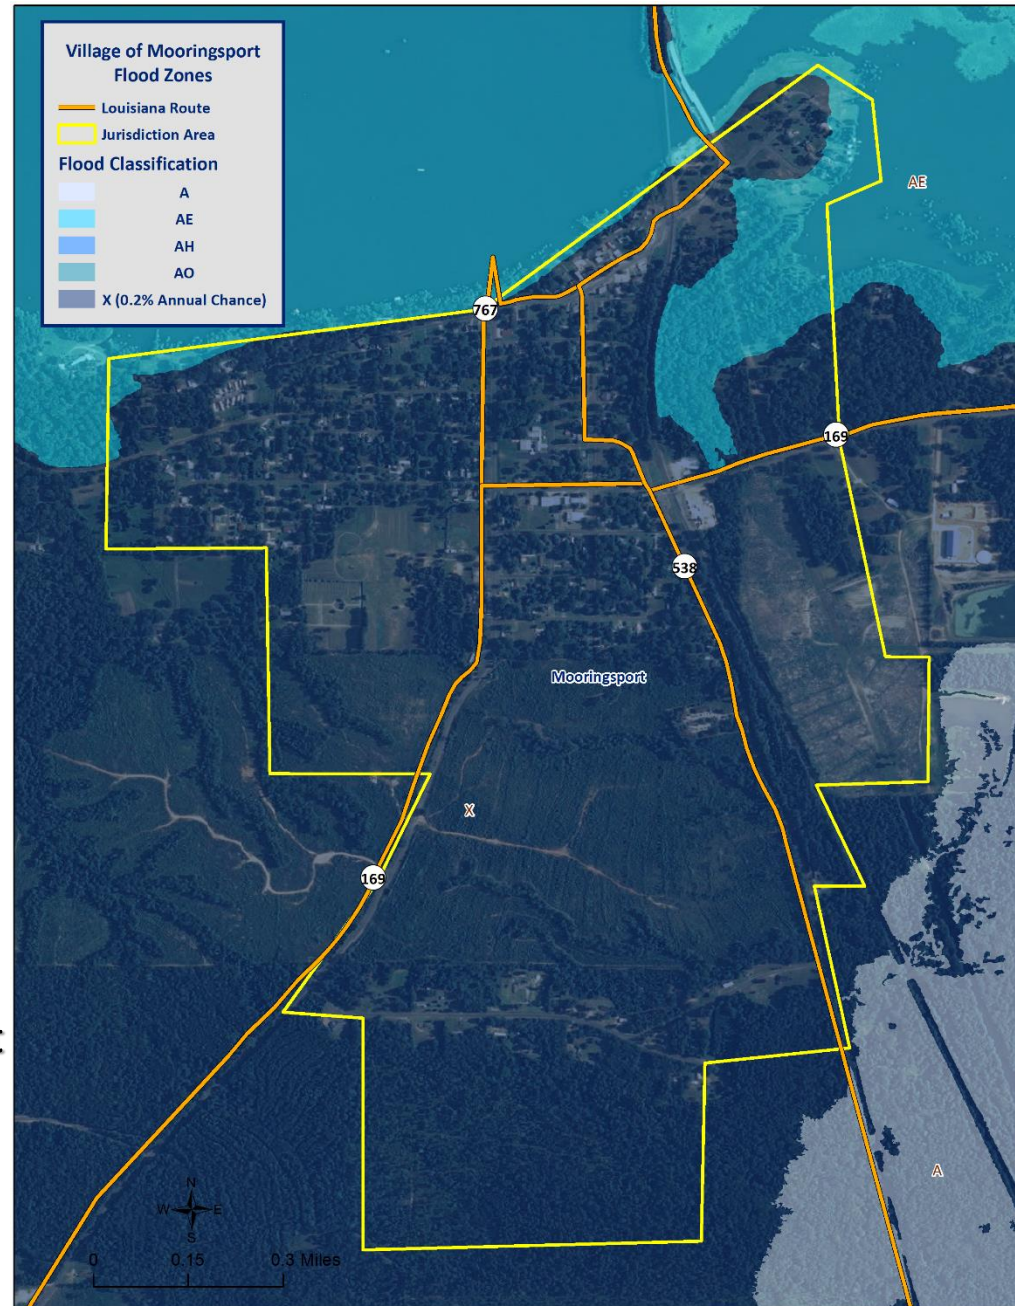 Village of Mooringsport
Flood Zones
Louisiana Route
Jurisdiction Area
Flood Classification
A
AE
AH
AO
X (0.2% Annual Chance)
AE
767
169
538
Mooringsport
X
169
A
N
W E
S
0 0.15 0.3 Miles